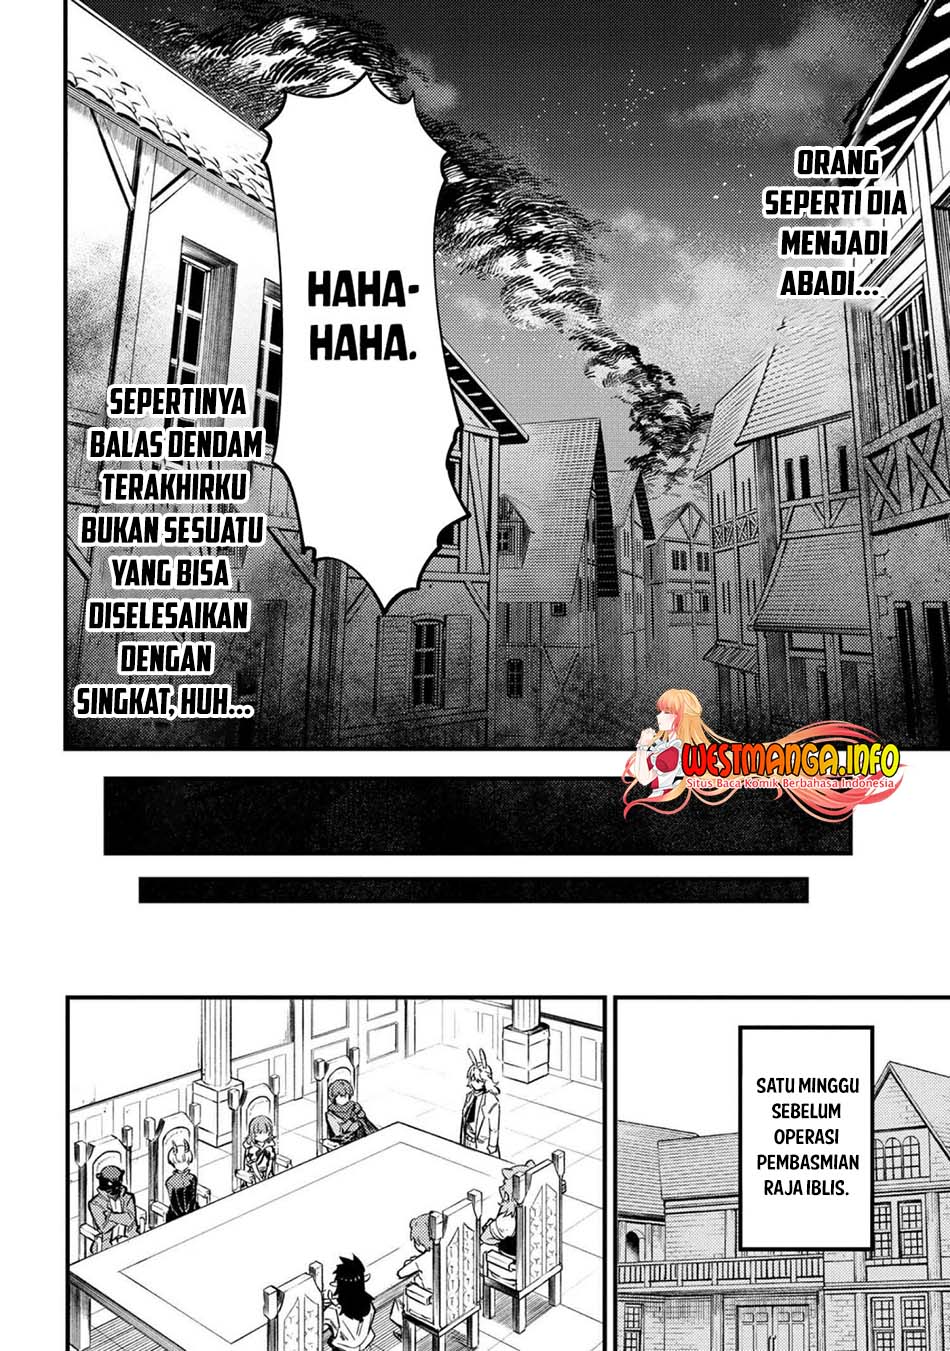 ORANG
SEPERTI DIA
MENJADI
ABADI...
HAHA-
HAHA.
SEPERTINYA
BALAS DENDAM
TERAKHIRKU
BUKAN SESUATU
YANG BISA
DISELESAIKAN
DENGAN
SINGKAT, HUH...
WESTMANGA.INFO
Situs Baca Komik Berbahasa Indonesia
SATU MINGGU
SEBELUM
OPERASI
PEMBASMIAN
RAJA IBLIS.